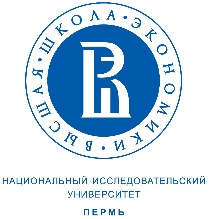 ВЫСШАЯ • ШКОЛА • ЭКОНОМИКИ •
НАЦИОНАЛЬНЫЙ ИССЛЕДОВАТЕЛЬСКИЙ
УНИВЕРСИТЕТ
ПЕРМЬ